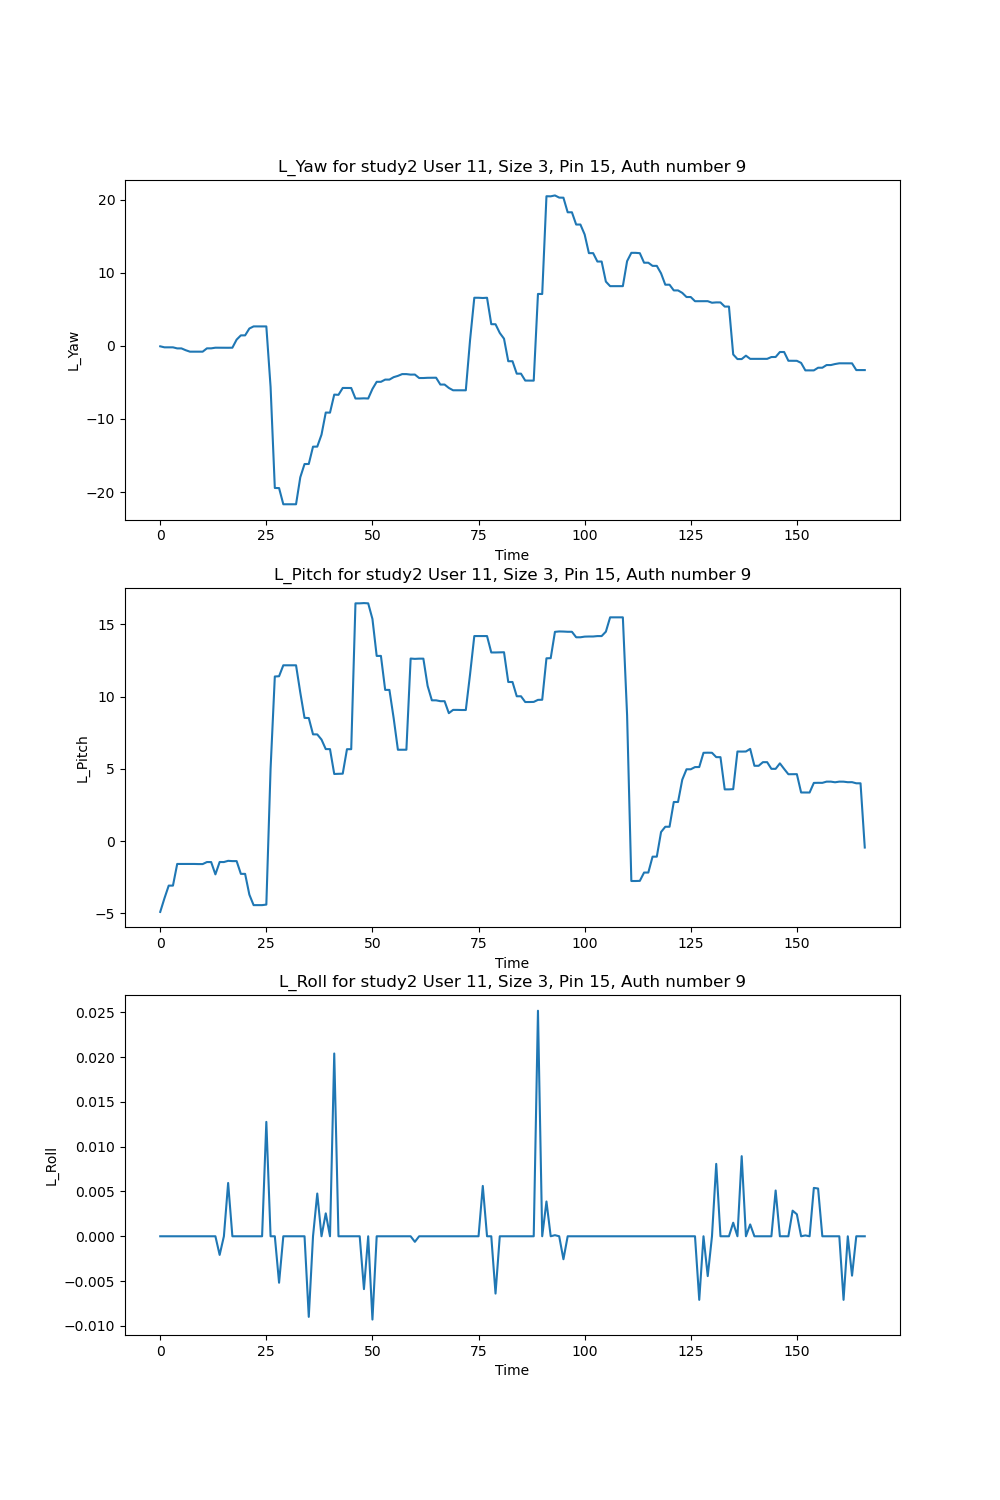 L_Yaw for study2 User 11, Size 3, Pin 15, Auth number 9
20
10
0
−10
−20
L_Yaw
0 25 50 75 100 125 150
Time
L_Pitch for study2 User 11, Size 3, Pin 15, Auth number 9
15
10
5
0
−5
L_Pitch
0 25 50 75 100 125 150
Time
L_Roll for study2 User 11, Size 3, Pin 15, Auth number 9
0.025
0.020
0.015
0.010
0.005
0.000
−0.005
−0.010
L_Roll
0 25 50 75 100 125 150
Time